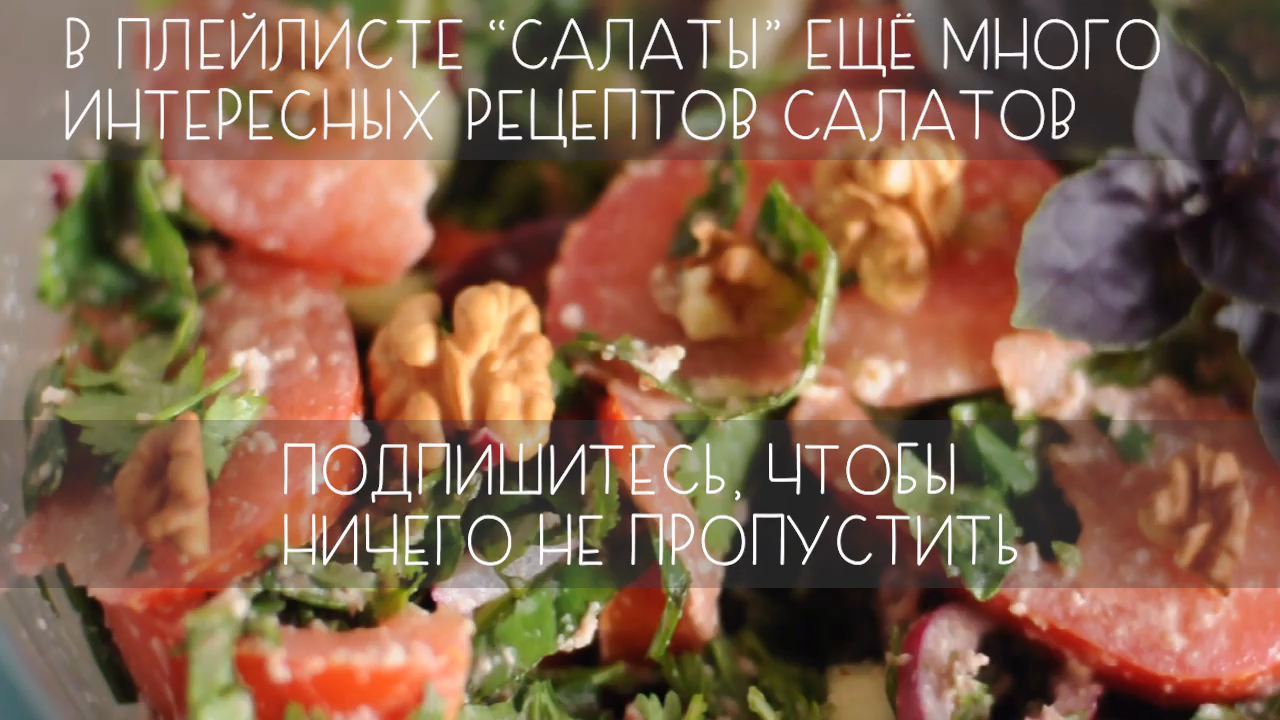 В ПЛЕЙЛИСТЕ “САЛАТЫ” ЕЩЁ МНОГО
ИНТЕРЕСНЫХ РЕЦЕПТОВ САЛАТОВ
ПОДПИШИТЕСЬ, ЧТОБЫ
НИЧЕГО НЕ ПРОПУСТИТЬ